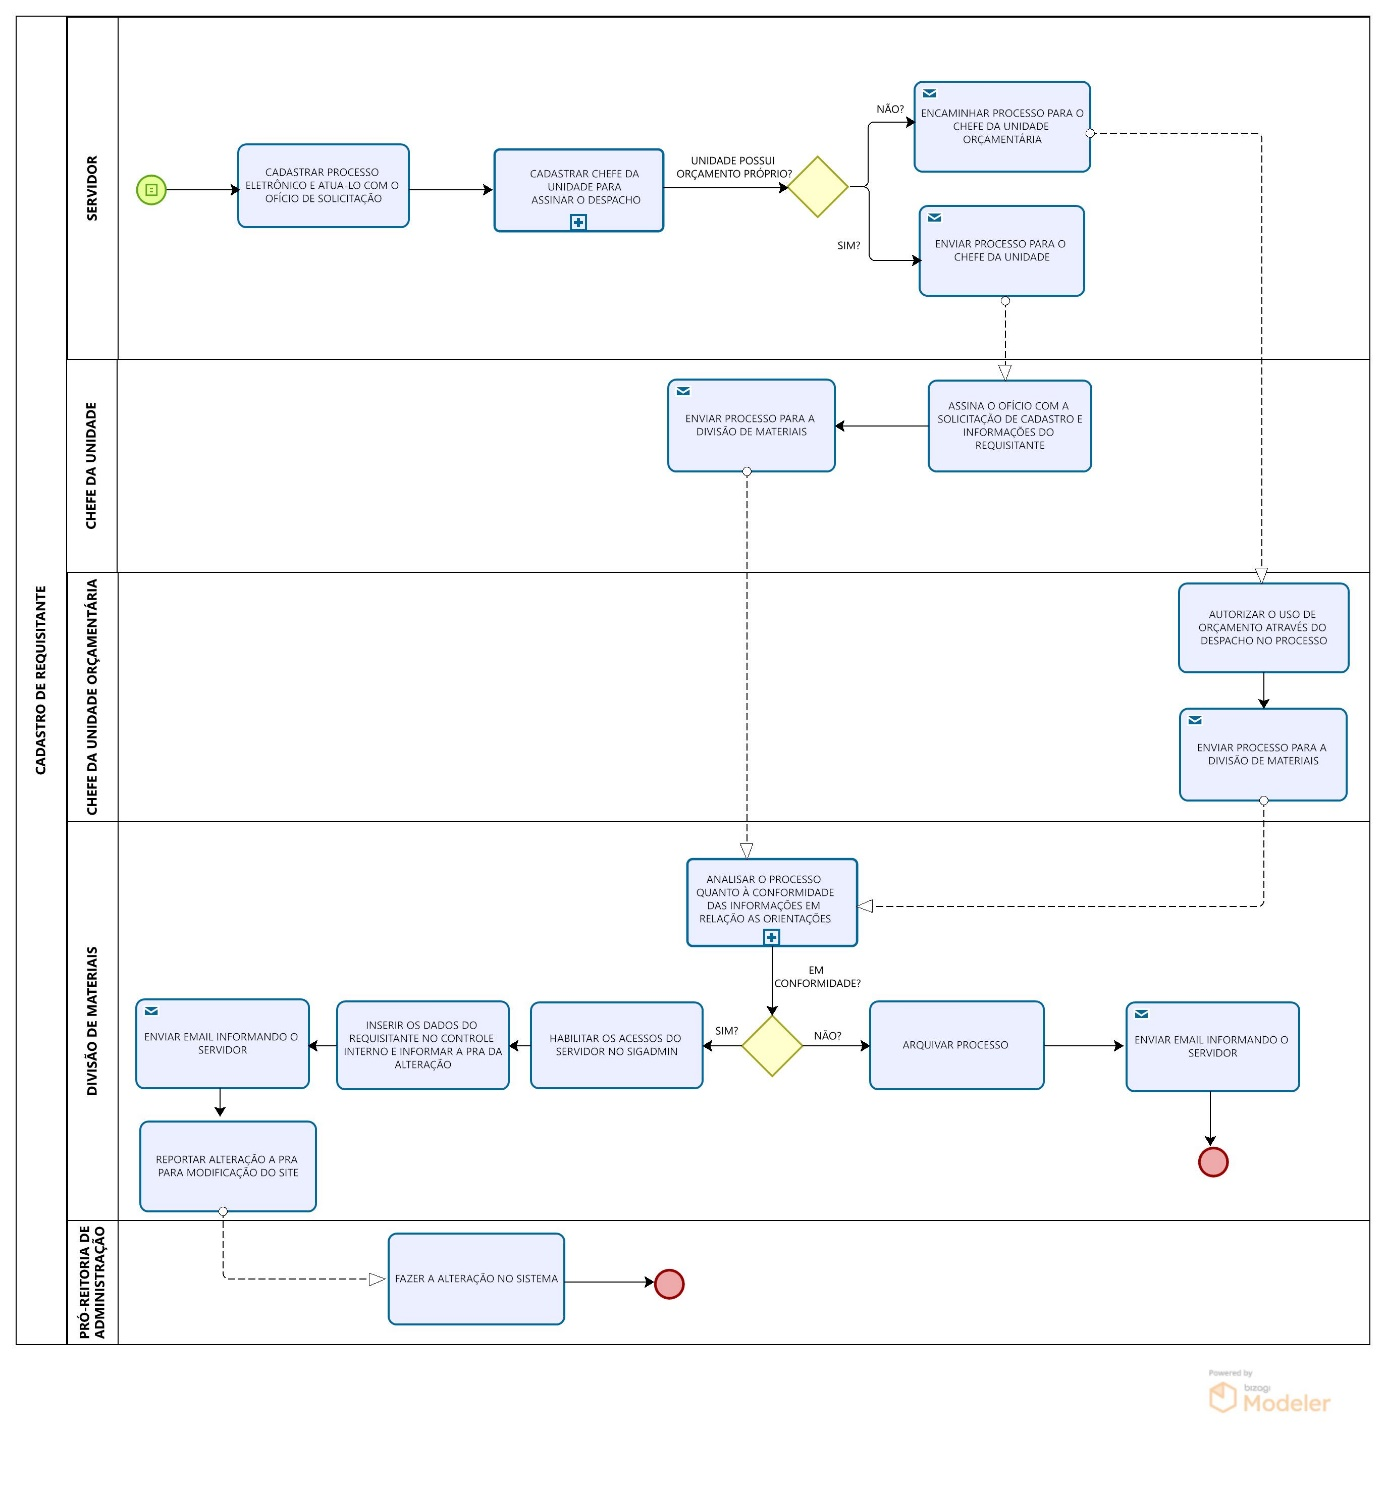 CADASTRO DE REQUISITANTE
SERVIDOR
CADASTRAR PROCESSO
ELETRÔNICO E ATUA-LO COM O
OFÍCIO DE SOLICITAÇÃO
CADASTRAR CHEFE DA
UNIDADE PARA
ASSINAR O DESPACHO
UNIDADE POSSUI
ORÇAMENTO PRÓPRIO?
NÃO?
ENCAMINHAR PROCESSO PARA O
CHEFE DA UNIDADE
ORÇAMENTÁRIA
SIM?
ENVIAR PROCESSO PARA O
CHEFE DA UNIDADE
CHEFE DA UNIDADE
ENVIAR PROCESSO PARA A
DIVISÃO DE MATERIAIS
ASSINA O OFÍCIO COM A
SOLICITAÇÃO DE CADASTRO E
INFORMAÇÕES DO
REQUISITANTE
CHEFE DA UNIDADE ORÇAMENTÁRIA
AUTORIZAR O USO DE
ORÇAMENTO ATRAVÉS DO
DESPACHO NO PROCESSO
ENVIAR PROCESSO PARA A
DIVISÃO DE MATERIAIS
DIVISÃO DE MATERIAIS
ANALISAR O PROCESSO
QUANTO À CONFORMIDADE
DAS INFORMAÇÕES EM
RELAÇÃO AS ORIENTAÇÕES
EM
CONFORMIDADE?
ENVIAR EMAIL INFORMANDO O
SERVIDOR
INSERIR OS DADOS DO
REQUISITANTE NO CONTROLE
INTERNO E INFORMAR A PRA DA
ALTERAÇÃO
HABILITAR OS ACESSOS DO
SERVIDOR NO SIGADMIN
SIM?
NÃO?
ARQUIVAR PROCESSO
ENVIAR EMAIL INFORMANDO O
SERVIDOR
REPORTAR ALTERAÇÃO A PRA
PARA MODIFICAÇÃO DO SITE
PRÓ-REITORIA DE
ADMINISTRAÇÃO
FAZER A ALTERAÇÃO NO SISTEMA
Powered by
bizagi
Modeler